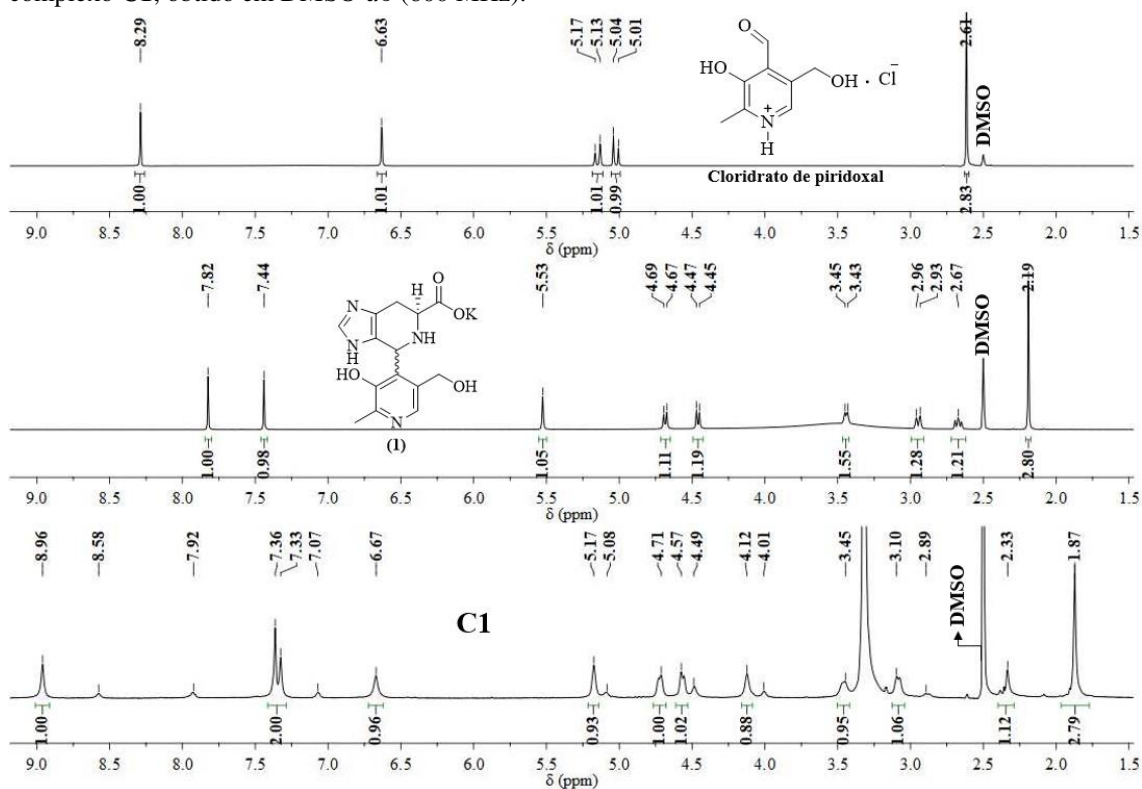 complexo C1, obtido em DMSO-d6 (600 MHz).
8.29
6.63
5.17
5.13
5.04
5.01
2.61
DMSO
O
HO
OH · Cl⁻
N⁺
H
Cloridrato de piridoxal
1.00
1.01
1.01
0.99
2.83
9.0 8.5 8.0 7.5 7.0 6.5 6.0 5.5 5.0 4.5 4.0 3.5 3.0 2.5 2.0 1.5
δ (ppm)
7.82
7.44
5.53
4.69
4.67
4.47
4.45
3.45
3.43
2.96
2.93
2.67
2.19
DMSO
H
O
N
OK
NH
N
H
HO
OH
N
(1)
1.00
0.98
1.05
1.11
1.19
1.55
1.28
1.21
2.80
9.0 8.5 8.0 7.5 7.0 6.5 6.0 5.5 5.0 4.5 4.0 3.5 3.0 2.5 2.0 1.5
δ (ppm)
8.96
8.58
7.92
7.36
7.33
7.07
6.67
5.17
5.08
4.71
4.57
4.49
4.12
4.01
3.45
3.10
2.89
2.33
1.87
DMSO
C1
1.00
2.00
0.96
0.93
1.00
1.02
0.88
0.95
1.06
1.12
2.79
9.0 8.5 8.0 7.5 7.0 6.5 6.0 5.5 5.0 4.5 4.0 3.5 3.0 2.5 2.0 1.5
δ (ppm)